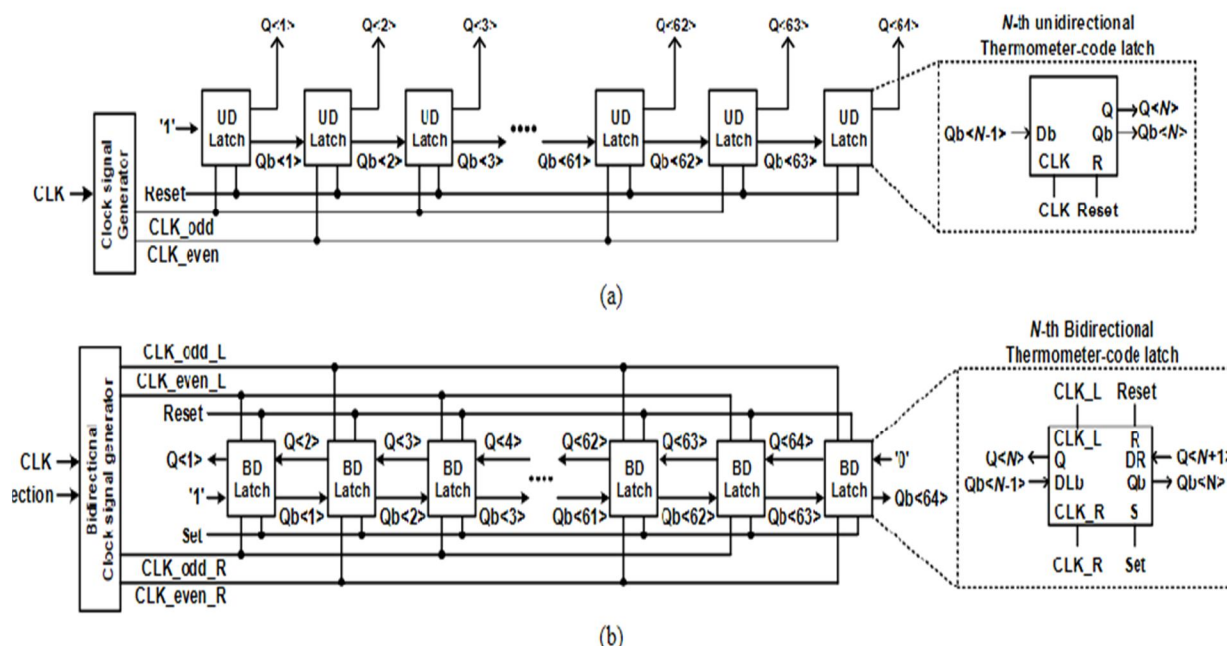 Q<1> Q<2> Q<3> Q<62> Q<63> Q<64>
N-th unidirectional
Thermometer-code latch
'1' UD Latch UD Latch UD Latch UD Latch UD Latch UD Latch
Qb<1> Qb<2> Qb<3> Qb<61> Qb<62> Qb<63>
Q Q<N>
Qb<N-1> Db Qb Qb<N>
CLK R
CLK Reset
CLK
Clock signal
Generator
Reset
CLK_odd
CLK_even
(a)
N-th Bidirectional
Thermometer-code latch
CLK_odd_L
CLK_even_L
Reset
CLK
ection
Bidirectional
Clock signal generator
Q<1> Q<2> Q<3> Q<4> Q<62> Q<63> Q<64> '0'
BD Latch BD Latch BD Latch BD Latch BD Latch BD Latch
'1' Qb<1> Qb<2> Qb<3> Qb<61> Qb<62> Qb<63> Qb<64>
Set
CLK_odd_R
CLK_even_R
CLK_L Reset
CLK_L R
Q<N> Q DR Q<N+1>
Qb<N-1> DLb Qb Qb<N>
CLK_R S
CLK_R Set
(b)